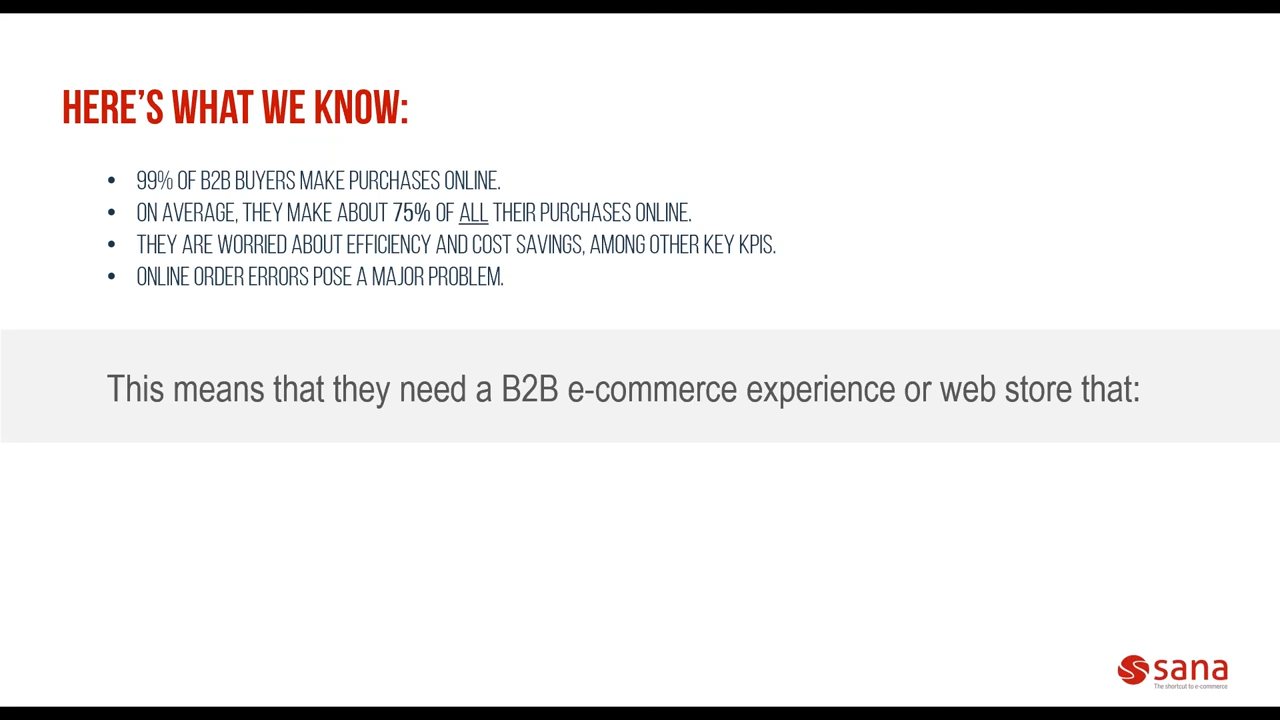 HERE'S WHAT WE KNOW:
• 99% OF B2B BUYERS MAKE PURCHASES ONLINE.
• ON AVERAGE, THEY MAKE ABOUT 75% OF ALL THEIR PURCHASES ONLINE.
• THEY ARE WORRIED ABOUT EFFICIENCY AND COST SAVINGS, AMONG OTHER KEY KPIS.
• ONLINE ORDER ERRORS POSE A MAJOR PROBLEM.
This means that they need a B2B e-commerce experience or web store that:
sana
The shortcut to e-commerce